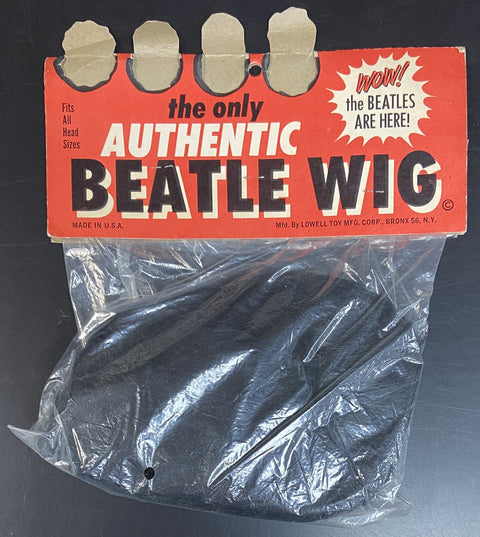 WOW!
the BEATLES
ARE HERE!
Fits
All
Head
Sizes
the only
AUTHENTIC
BEATLE WIG
©
MADE IN U.S.A.
Mfd. By LOWELL TOY MFG. CORP., BRONX 56, N.Y.